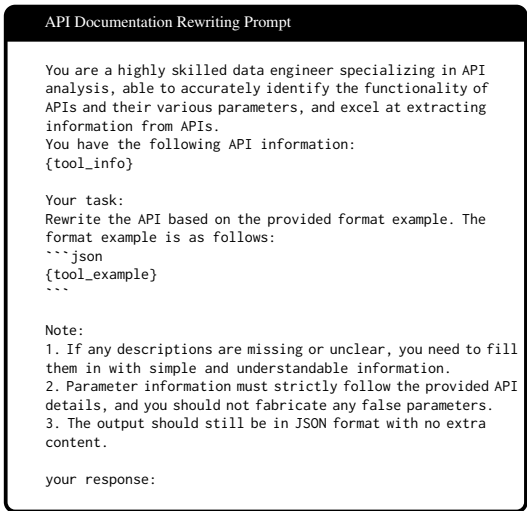 API Documentation Rewriting Prompt
You are a highly skilled data engineer specializing in API
analysis, able to accurately identify the functionality of
APIs and their various parameters, and excel at extracting
information from APIs.
You have the following API information:
{tool_info}
Your task:
Rewrite the API based on the provided format example. The
format example is as follows:
```json
{tool_example}
```
Note:
1. If any descriptions are missing or unclear, you need to fill
them in with simple and understandable information.
2. Parameter information must strictly follow the provided API
details, and you should not fabricate any false parameters.
3. The output should still be in JSON format with no extra
content.
your response: